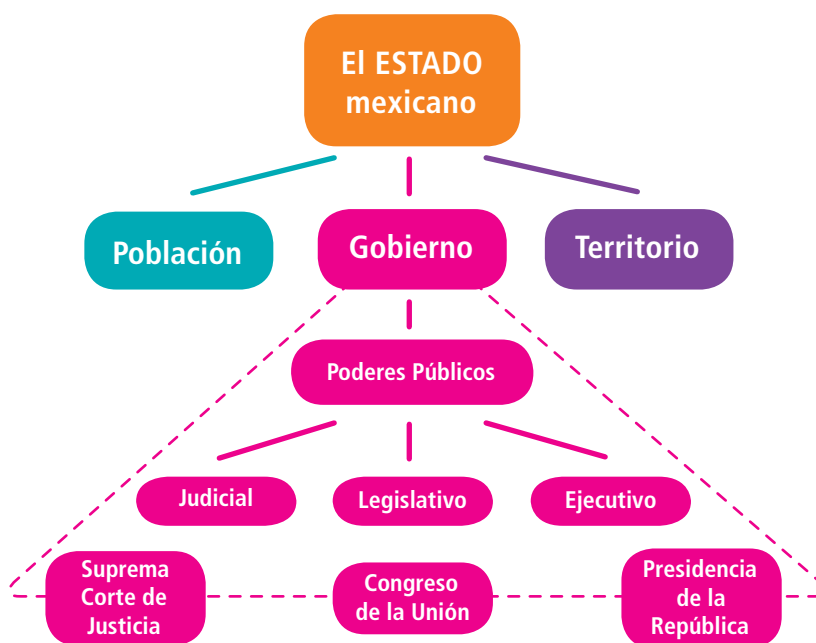 El ESTADO
mexicano
Población
Gobierno
Territorio
Poderes Públicos
Judicial
Legislativo
Ejecutivo
Suprema
Corte de
Justicia
Congreso
de la Unión
Presidencia
de la
República